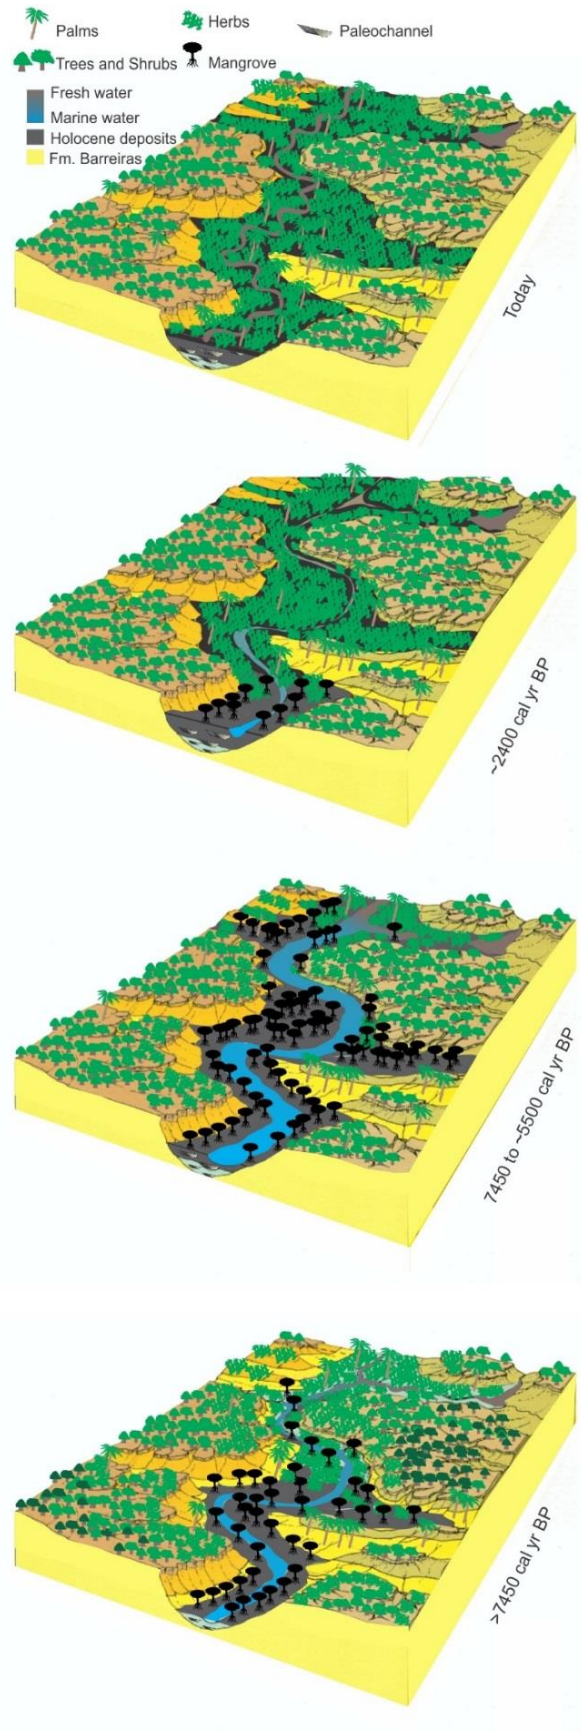 Palms
Herbs
Paleochannel
Trees and Shrubs
Mangrove
Fresh water
Marine water
Holocene deposits
Fm. Barreiras
Today
~2400 cal yr BP
7450 to ~5500 cal yr BP
>7450 cal yr BP